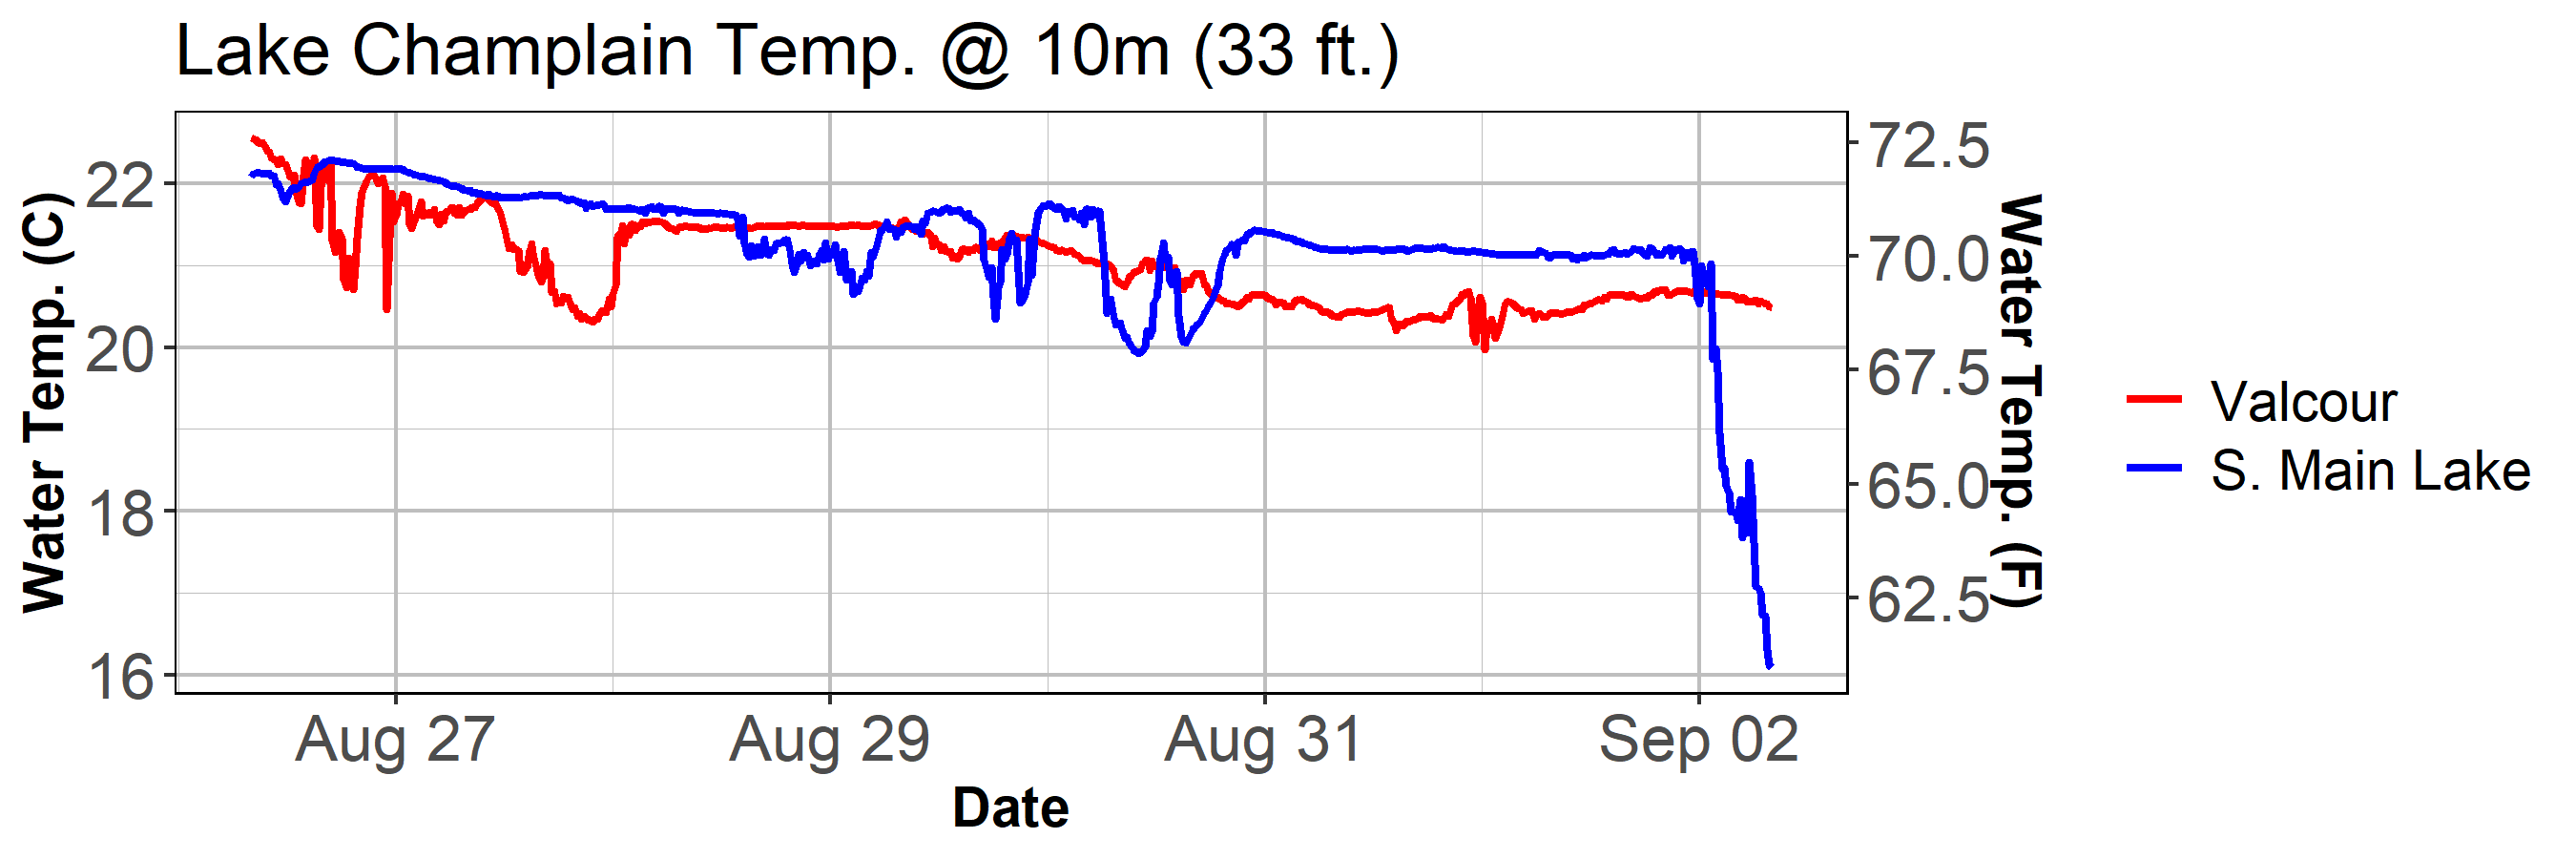 Lake Champlain Temp. @ 10m (33 ft.)
Water Temp. (C)
22
20
18
16
72.5
70.0
67.5
65.0
62.5
Water Temp. (F)
Valcour
S. Main Lake
Aug 27
Aug 29
Aug 31
Sep 02
Date